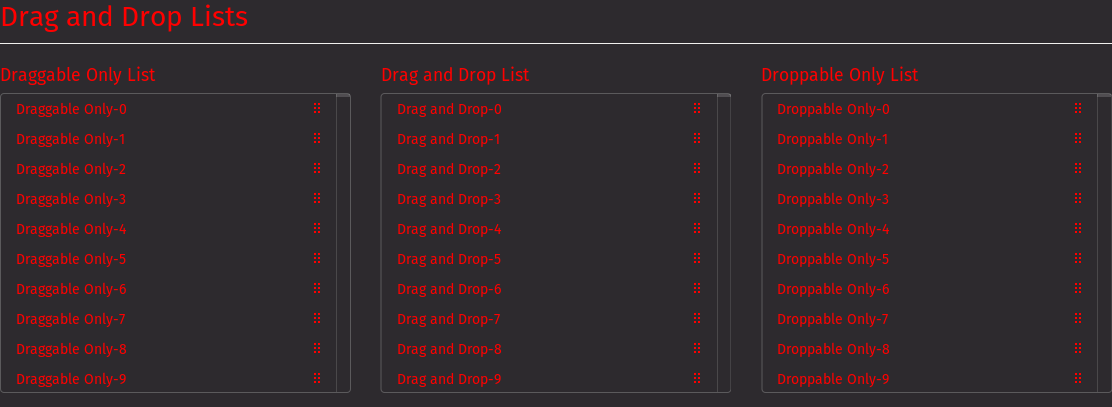 Drag and Drop Lists
Draggable Only List
Draggable Only-0
Draggable Only-1
Draggable Only-2
Draggable Only-3
Draggable Only-4
Draggable Only-5
Draggable Only-6
Draggable Only-7
Draggable Only-8
Draggable Only-9
Drag and Drop List
Drag and Drop-0
Drag and Drop-1
Drag and Drop-2
Drag and Drop-3
Drag and Drop-4
Drag and Drop-5
Drag and Drop-6
Drag and Drop-7
Drag and Drop-8
Drag and Drop-9
Droppable Only List
Droppable Only-0
Droppable Only-1
Droppable Only-2
Droppable Only-3
Droppable Only-4
Droppable Only-5
Droppable Only-6
Droppable Only-7
Droppable Only-8
Droppable Only-9